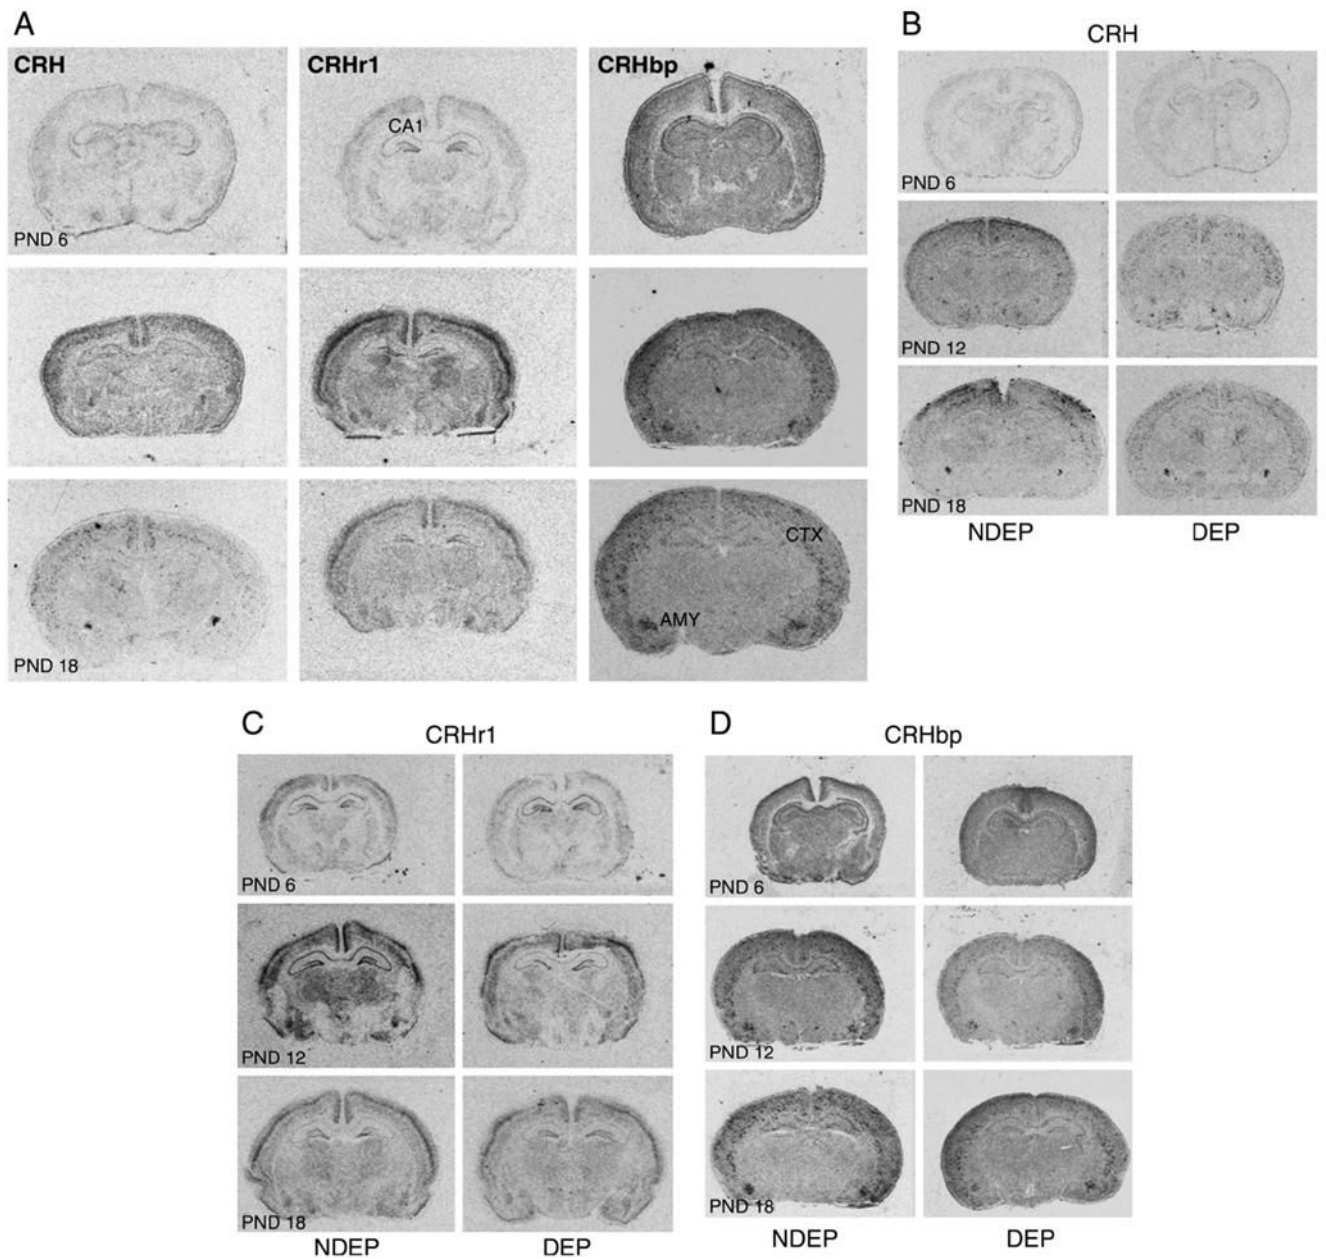 A
CRH
CRHr1
CRHbp
CA1
PND 6
PND 18
CTX
AMY
B
CRH
PND 6
PND 12
PND 18
NDEP
DEP
C
CRHr1
PND 6
PND 12
PND 18
NDEP
DEP
D
CRHbp
PND 6
PND 12
PND 18
NDEP
DEP